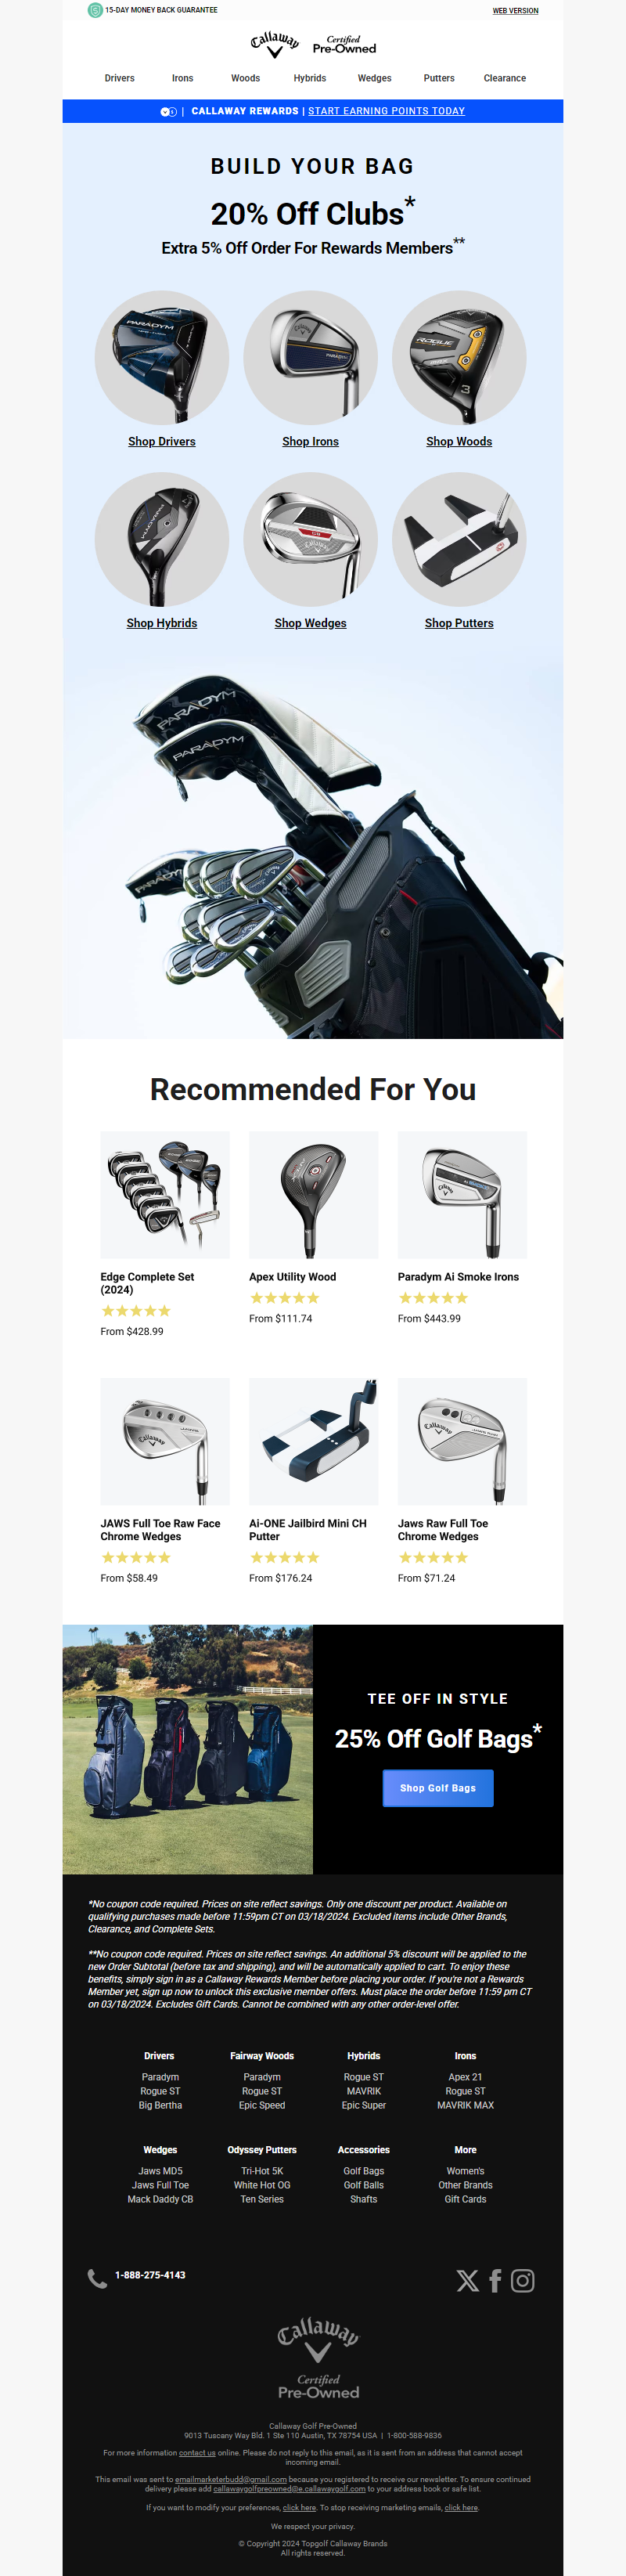 15-DAY MONEY BACK GUARANTEE
WEB VERSION
Callaway
Certified
Pre-Owned
Drivers Irons Woods Hybrids Wedges Putters Clearance
| CALLAWAY REWARDS | START EARNING POINTS TODAY
BUILD YOUR BAG
20% Off Clubs*
Extra 5% Off Order For Rewards Members**
PARADYM
Callaway
PARADYM
ROGUE
3
Shop Drivers Shop Irons Shop Woods
PARADYM
Callaway
Shop Hybrids Shop Wedges Shop Putters
PARADYM
PARADYM
PARADYM
Recommended For You
Callaway
Edge Complete Set
(2024)
From $428.99
Apex Utility Wood
From $111.74
Paradym Ai Smoke Irons
From $443.99
Callaway
Callaway
JAWS Full Toe Raw Face
Chrome Wedges
From $58.49
Ai-ONE Jailbird Mini CH
Putter
From $176.24
Jaws Raw Full Toe
Chrome Wedges
From $71.24
TEE OFF IN STYLE
25% Off Golf Bags*
Shop Golf Bags
*No coupon code required. Prices on site reflect savings. Only one discount per product. Available on
qualifying purchases made before 11:59pm CT on 03/18/2024. Excluded items include Other Brands,
Clearance, and Complete Sets.
**No coupon code required. Prices on site reflect savings. An additional 5% discount will be applied to the
new Order Subtotal (before tax and shipping), and will be automatically applied to cart. To enjoy these
benefits, simply sign in as a Callaway Rewards Member before placing your order. If you're not a Rewards
Member yet, sign up now to unlock this exclusive member offers. Must place the order before 11:59 pm CT
on 03/18/2024. Excludes Gift Cards. Cannot be combined with any other order-level offer.
Drivers Fairway Woods Hybrids Irons
Paradym Paradym Rogue ST Apex 21
Rogue ST Rogue ST MAVRIK Rogue ST
Big Bertha Epic Speed Epic Super MAVRIK MAX
Wedges Odyssey Putters Accessories More
Jaws MD5 Tri-Hot 5K Golf Bags Women's
Jaws Full Toe White Hot OG Golf Balls Other Brands
Mack Daddy CB Ten Series Shafts Gift Cards
1-888-275-4143
Callaway
Certified
Pre-Owned
Callaway Golf Pre-Owned
9013 Tuscany Way Bld. 1 Ste 110 Austin, TX 78754 USA | 1-800-588-9836
For more information contact us online. Please do not reply to this email, as it is sent from an address that cannot accept
incoming email.
This email was sent to emailmarketerbudd@gmail.com because you registered to receive our newsletter. To ensure continued
delivery please add callawaygolfpreowned@e.callawaygolf.com to your address book or safe list.
If you want to modify your preferences, click here. To stop receiving marketing emails, click here.
We respect your privacy.
© Copyright 2024 Topgolf Callaway Brands
All rights reserved.